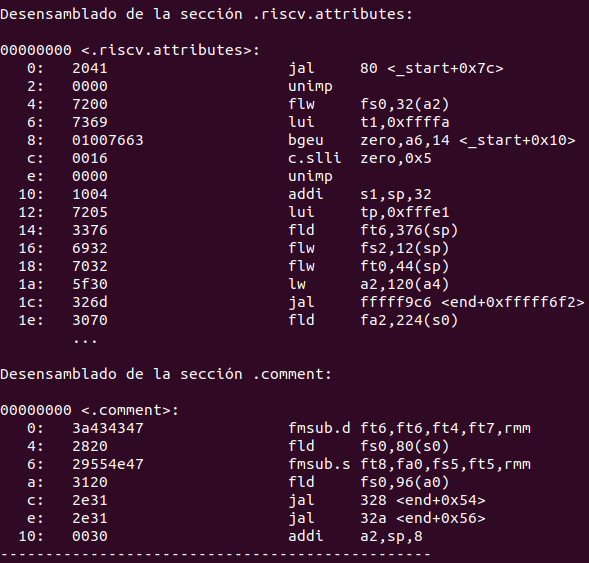 Desensamblado de la sección .riscv.attributes:
00000000 <.riscv.attributes>:
0: 2041 jal 80 <_start+0x7c>
2: 0000 unimp
4: 7200 flw fs0,32(a2)
6: 7369 lui t1,0xffffa
8: 01007663 bgeu zero,a6,14 <_start+0x10>
c: 0016 c.slli zero,0x5
e: 0000 unimp
10: 1004 addi s1,sp,32
12: 7205 lui tp,0xfffe1
14: 3376 fld ft6,376(sp)
16: 6932 flw fs2,12(sp)
18: 7032 flw ft0,44(sp)
1a: 5f30 lw a2,120(a4)
1c: 326d jal fffff9c6 <end+0xfffff6f2>
1e: 3070 fld fa2,224(s0)
...
Desensamblado de la sección .comment:
00000000 <.comment>:
0: 3a434347 fmsub.d ft6,ft6,ft4,ft7,rmm
4: 2820 fld fs0,80(s0)
6: 29554e47 fmsub.s ft8,fa0,fs5,ft5,rmm
a: 3120 fld fs0,96(a0)
c: 2e31 jal 328 <end+0x54>
e: 2e31 jal 32a <end+0x56>
10: 0030 addi a2,sp,8
------------------------------------------------